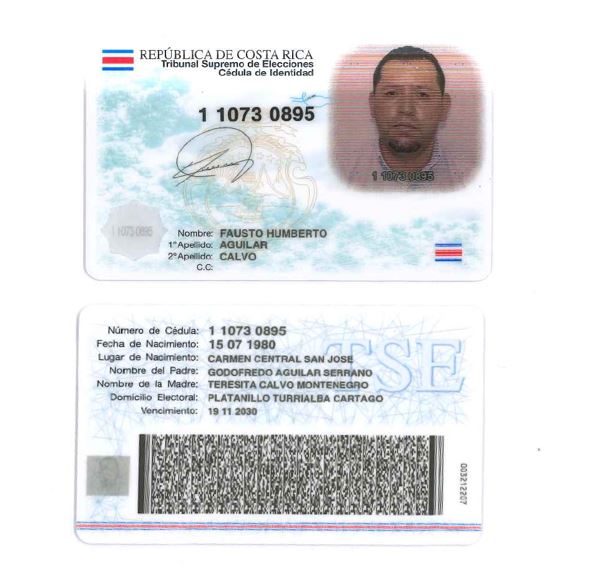 REPÚBLICA DE COSTA RICA
Tribunal Supremo de Elecciones
Cédula de Identidad
1 1073 0895
1 1073 0895
1 1073 0895
Nombre: FAUSTO HUMBERTO
1° Apellido: AGUILAR
2° Apellido: CALVO
C.C:
Número de Cédula: 1 1073 0895
Fecha de Nacimiento: 15 07 1980
Lugar de Nacimiento: CARMEN CENTRAL SAN JOSE
Nombre del Padre: GODOFREDO AGUILAR SERRANO
Nombre de la Madre: TERESITA CALVO MONTENEGRO
Domicilio Electoral: PLATANILLO TURRIALBA CARTAGO
Vencimiento: 19 11 2030
TSE
003212207